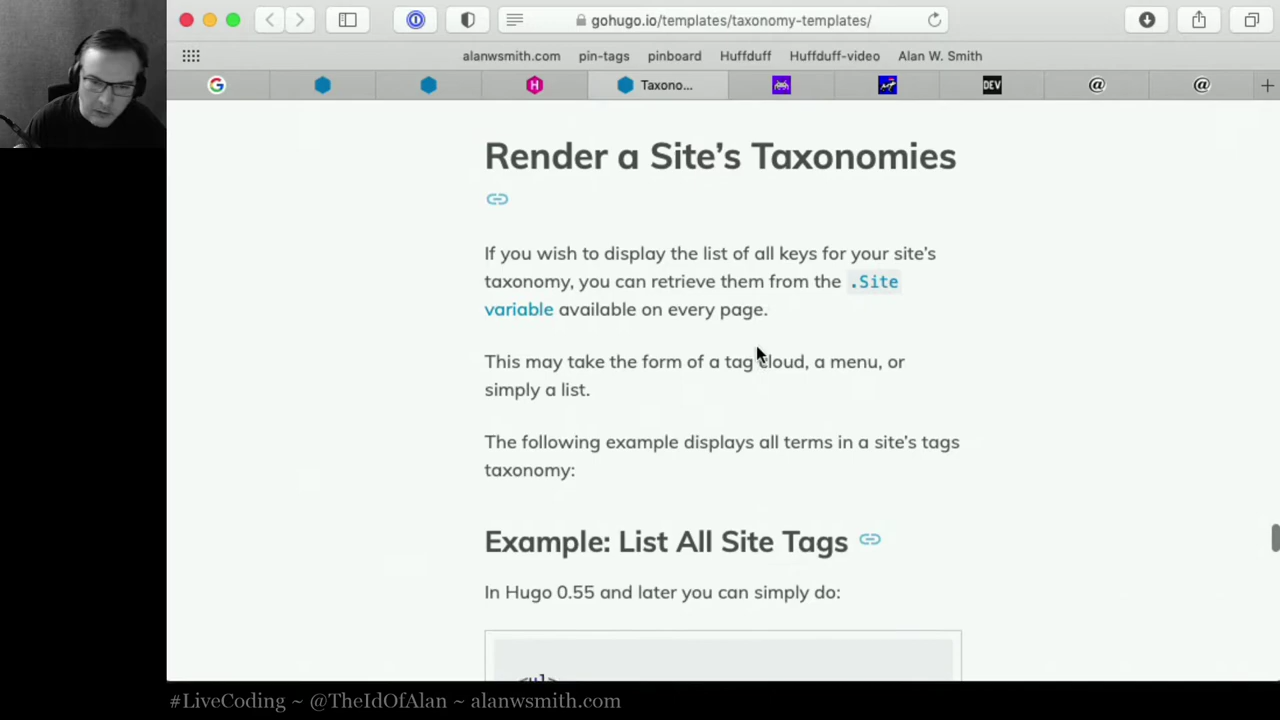 gohugo.io/templates/taxonomy-templates/
alanwsmith.com pin-tags pinboard Huffduff Huffduff-video Alan W. Smith
G H Taxono... DEV @ @
Render a Site's Taxonomies
If you wish to display the list of all keys for your site's
taxonomy, you can retrieve them from the .Site
variable available on every page.
This may take the form of a tag cloud, a menu, or
simply a list.
The following example displays all terms in a site's tags
taxonomy:
Example: List All Site Tags
In Hugo 0.55 and later you can simply do:
<ul>
#LiveCoding ~ @TheIdOfAlan ~ alanwsmith.com